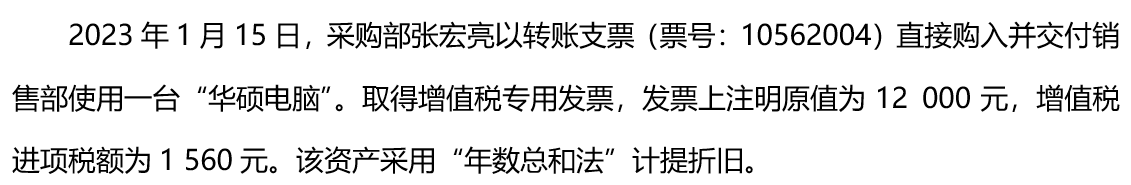 2023 年 1 月 15 日，采购部张宏亮以转账支票（票号：10562004）直接购入并交付销
售部使用一台“华硕电脑”。取得增值税专用发票，发票上注明原值为 12 000 元，增值税
进项税额为 1 560 元。该资产采用“年数总和法”计提折旧。